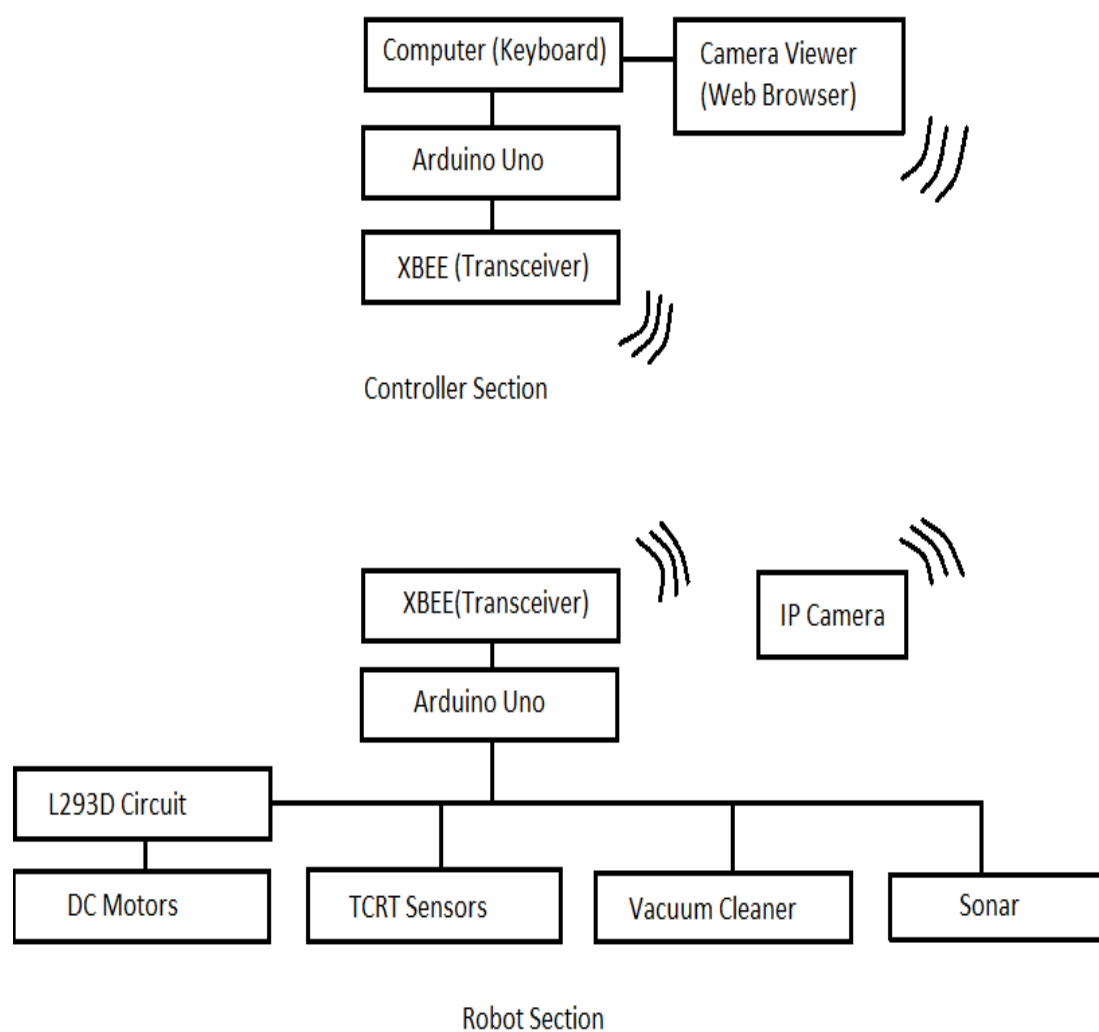 Computer (Keyboard)
Camera Viewer
(Web Browser)
Arduino Uno
XBEE (Transceiver)
Controller Section
XBEE(Transceiver)
IP Camera
Arduino Uno
L293D Circuit
DC Motors
TCRT Sensors
Vacuum Cleaner
Sonar
Robot Section